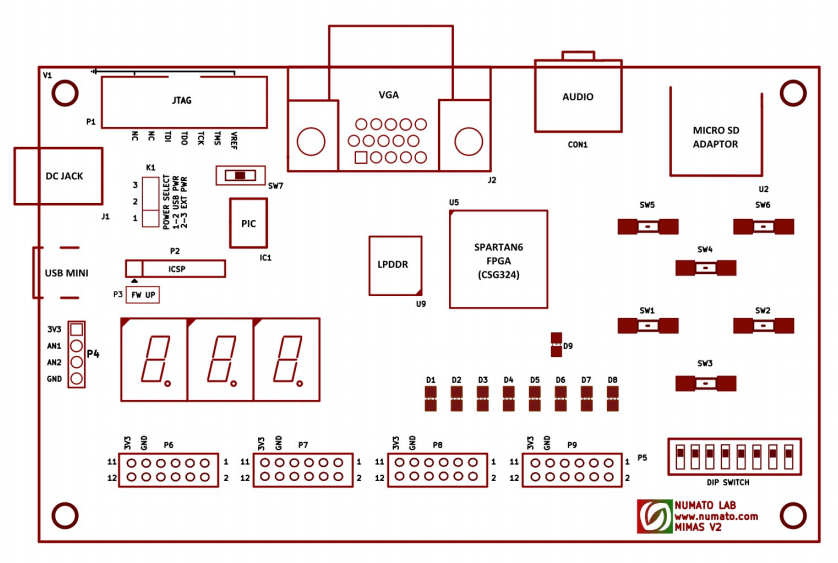 V1
JTAG
P1
NC
NC
TDI
TDO
TCK
TMS
VREF
VGA
J2
AUDIO
CON1
MICRO SD
ADAPTOR
U2
DC JACK
J1
K1
3
2
1
POWER SELECT
1-2 USB PWR
2-3 EXT PWR
SW7
PIC
IC1
U5
SPARTAN6
FPGA
(CSG324)
LPDDR
U9
SW5
SW6
SW4
SW1
SW2
SW3
USB MINI
P2
ICSP
P3
FW UP
3V3
AN1
AN2
GND
P4
D9
D1 D2 D3 D4 D5 D6 D7 D8
3V3
GND
P6
11
1
12
2
3V3
GND
P7
11
1
12
2
3V3
GND
P8
11
1
12
2
3V3
GND
P9
11
1
12
2
P5
DIP SWITCH
NUMATO LAB
www.numato.com
MIMAS V2